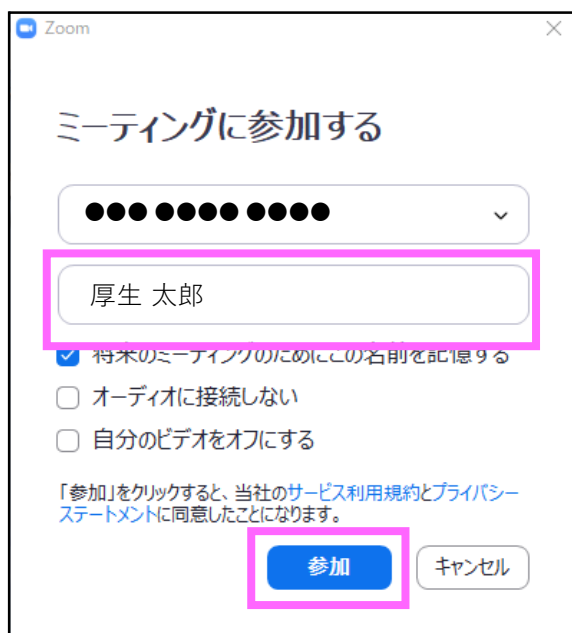 Zoom
ミーティングに参加する
●●● ●●●● ●●●●
厚生 太郎
将来のミーティングのためにこの名前を記憶する
オーディオに接続しない
自分のビデオをオフにする
「参加」をクリックすると、当社のサービス利用規約とプライバシー
ステートメントに同意したことになります。
参加
キャンセル